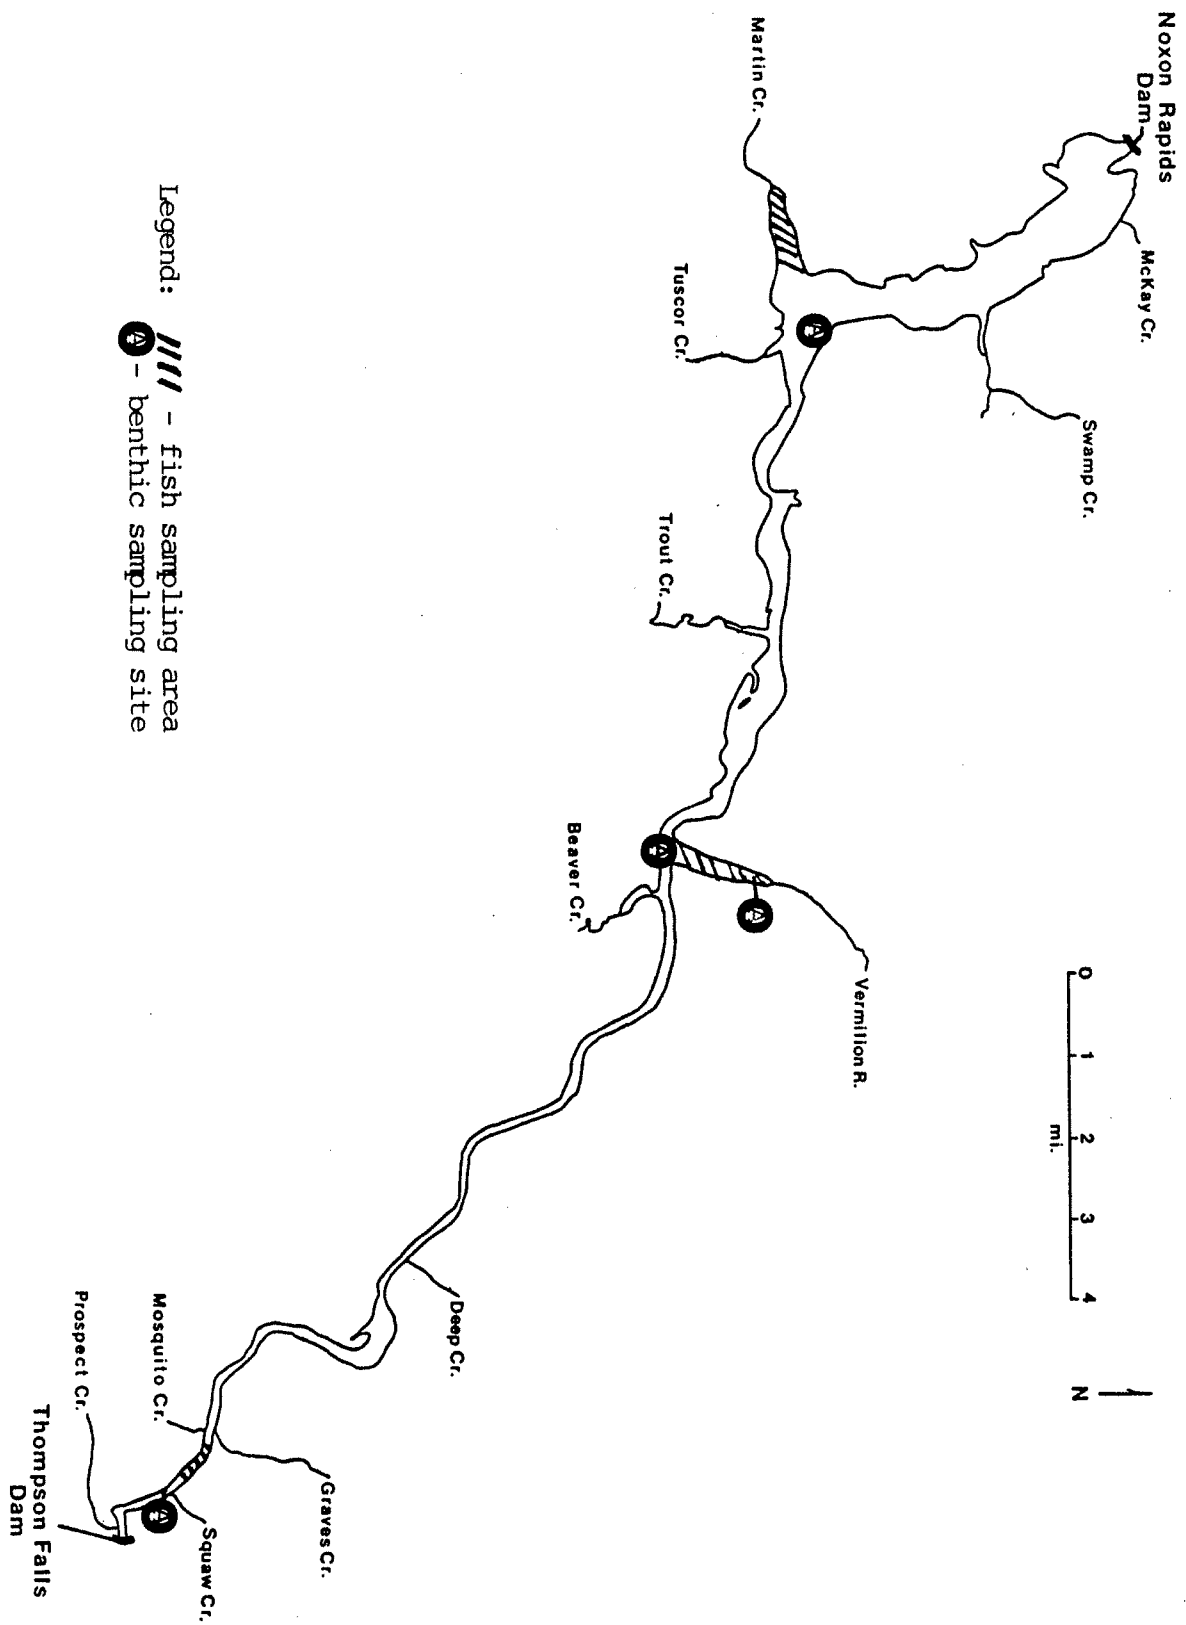 Noxon Rapids
Dam
McKay Cr.
Swamp Cr.
Martin Cr.
Tuscor Cr.
Trout Cr.
Vermilion R.
Beaver Cr.
0 1 2 3 4
mi.
N
Deep Cr.
Graves Cr.
Mosquito Cr.
Squaw Cr.
Prospect Cr.
Thompson Falls
Dam
Legend: - fish sampling area
- benthic sampling site